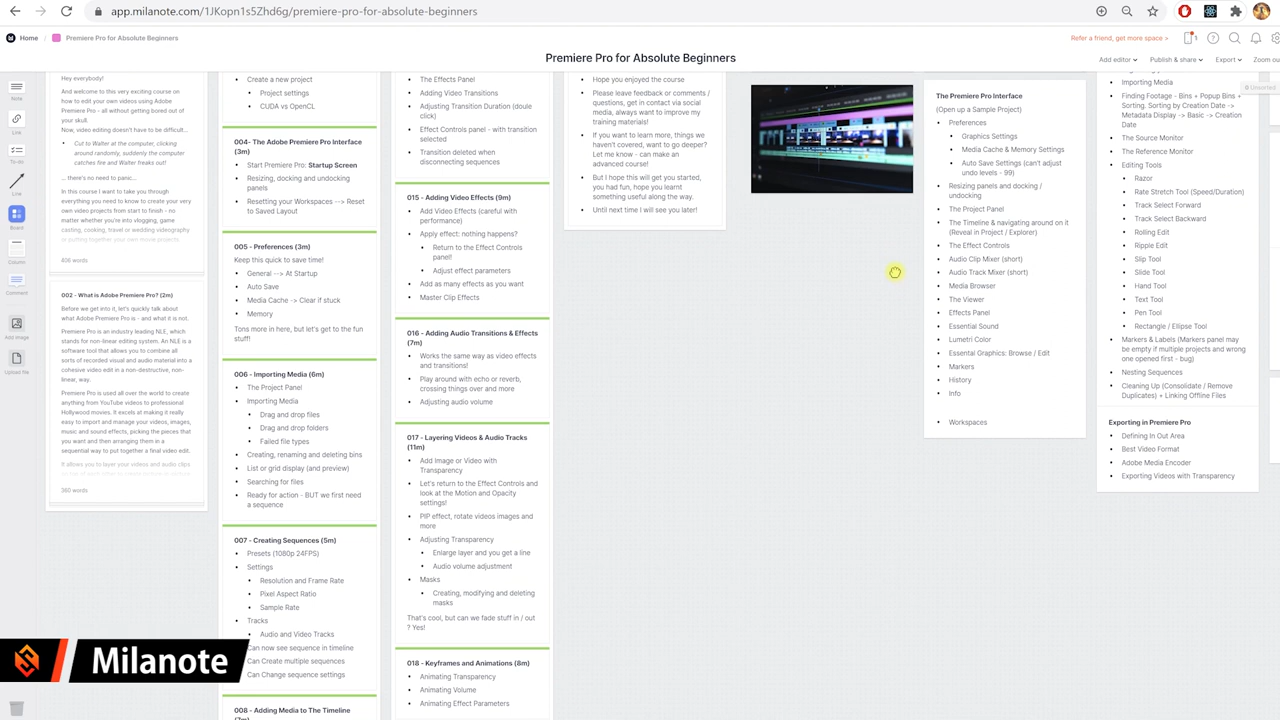 app.milanote.com/1JKopn1s5Zhd6g/premiere-pro-for-absolute-beginners
Home
Premiere Pro for Absolute Beginners
Refer a friend, get more space >
1
Premiere Pro for Absolute Beginners
Add editor
Publish & share
Export
Zoom ou
Note
Link
To-do
Line
Board
Column
Comment
Add image
Upload file
Hey everybody!
And welcome to this very exciting course on
how to edit your own videos using Adobe
Premiere Pro - all without getting bored out of
your skull.
Now, video editing doesn't have to be difficult...
Cut to Walter at the computer, clicking
around randomly, suddenly the computer
catches fire and Walter freaks out!
... there's no need to panic...
In this course I want to take you through
everything you need to know to create your very
own video projects from start to finish - no
matter whether you're into vlogging, game
casting, cooking, travel or wedding videography
or putting together your own movie projects
408 words
002 - What is Adobe Premiere Pro? (2m)
Before we get into it, let's quickly talk about
what Adobe Premiere Pro is - and what it is not.
Premiere Pro is an industry leading NLE, which
stands for non-linear editing system. An NLE is a
software tool that allows you to combine all
sorts of recorded visual and audio material into a
cohesive video edit in a non-destructive, non-
linear, way.
Premiere Pro is used all over the world to create
anything from YouTube videos to professional
Hollywood movies. It excels at making it really
easy to import and manage your videos, images,
music and sound effects, picking the pieces that
you want and then arranging them in a
sequential way to put together a final video edit.
It allows you to layer your videos and audio clips
360 words
Create a new project
Project settings
CUDA vs OpenCL
004- The Adobe Premiere Pro Interface
(3m)
Start Premiere Pro: Startup Screen
Resizing, docking and undocking
panels
Resetting your Workspaces --> Reset
to Saved Layout
005 - Preferences (3m)
Keep this quick to save time!
General --> At Startup
Auto Save
Media Cache -> Clear if stuck
Memory
Tons more in here, but let's get to the fun
stuff!
006 - Importing Media (6m)
The Project Panel
Importing Media
Drag and drop files
Drag and drop folders
Failed file types
Creating, renaming and deleting bins
List or grid display (and preview)
Searching for files
Ready for action - BUT we first need
a sequence
007 - Creating Sequences (5m)
Presets (1080p 24FPS)
Settings
Resolution and Frame Rate
Pixel Aspect Ratio
Sample Rate
Tracks
Audio and Video Tracks
Can now see sequence in timeline
Can Create multiple sequences
Can Change sequence settings
008 - Adding Media to The Timeline
The Effects Panel
Adding Video Transitions
Adjusting Transition Duration (doule
click)
Effect Controls panel - with transition
selected
Transition deleted when
disconnecting sequences
015 - Adding Video Effects (9m)
Add Video Effects (careful with
performance)
Apply effect: nothing happens?
Return to the Effect Controls
panel!
Adjust effect parameters
Add as many effects as you want
Master Clip Effects
016 - Adding Audio Transitions & Effects
(7m)
Works the same way as video effects
and transitions!
Play around with echo or reverb,
crossing things over and more
Adjusting audio volume
017 - Layering Videos & Audio Tracks
(11m)
Add Image or Video with
Transparency
Let's return to the Effect Controls and
look at the Motion and Opacity
settings!
PIP effect, rotate videos images and
more
Adjusting Transparency
Enlarge layer and you get a line
Audio volume adjustment
Masks
Creating, modifying and deleting
masks
That's cool, but can we fade stuff in / out
? Yes!
018 - Keyframes and Animations (8m)
Animating Transparency
Animating Volume
Animating Effect Parameters
Hope you enjoyed the course
Please leave feedback or comments /
questions, get in contact via social
media, always want to improve my
training materials!
If you want to learn more, things we
haven't covered, want to go deeper?
Let me know - can make an
advanced course!
But I hope this will get you started,
you had fun, hope you learnt
something useful along the way.
Until next time I will see you later!
The Premiere Pro Interface
(Open up a Sample Project)
Preferences
Graphics Settings
Media Cache & Memory Settings
Auto Save Settings (can't adjust
undo levels - 99)
Resizing panels and docking /
undocking
The Project Panel
The Timeline & navigating around on it
(Reveal in Project / Explorer)
The Effect Controls
Audio Clip Mixer (short)
Audio Track Mixer (short)
Media Browser
The Viewer
Effects Panel
Essential Sound
Lumetri Color
Essental Graphics: Browse / Edit
Markers
History
Info
Workspaces
0 Unsorted
Importing Media
Finding Footage - Bins + Popup Bins +
Sorting. Sorting by Creation Date ->
Metadata Display -> Basic -> Creation
Date
The Source Monitor
The Reference Monitor
Editing Tools
Razor
Rate Stretch Tool (Speed/Duration)
Track Select Forward
Track Select Backward
Rolling Edit
Ripple Edit
Slip Tool
Slide Tool
Hand Tool
Text Tool
Pen Tool
Rectangle / Ellipse Tool
Markers & Labels (Markers panel may
be empty if multiple projects and wrong
one opened first - bug)
Nesting Sequences
Cleaning Up (Consolidate / Remove
Duplicates) + Linking Offline Files
Exporting in Premiere Pro
Defining In Out Area
Best Video Format
Adobe Media Encoder
Exporting Videos with Transparency
Milanote